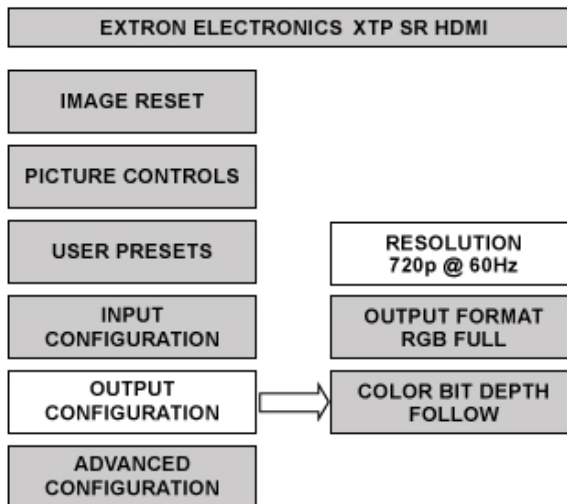 EXTRON ELECTRONICS XTP SR HDMI
IMAGE RESET
PICTURE CONTROLS
USER PRESETS
INPUT
CONFIGURATION
OUTPUT
CONFIGURATION
ADVANCED
CONFIGURATION
RESOLUTION
720p @ 60Hz
OUTPUT FORMAT
RGB FULL
COLOR BIT DEPTH
FOLLOW